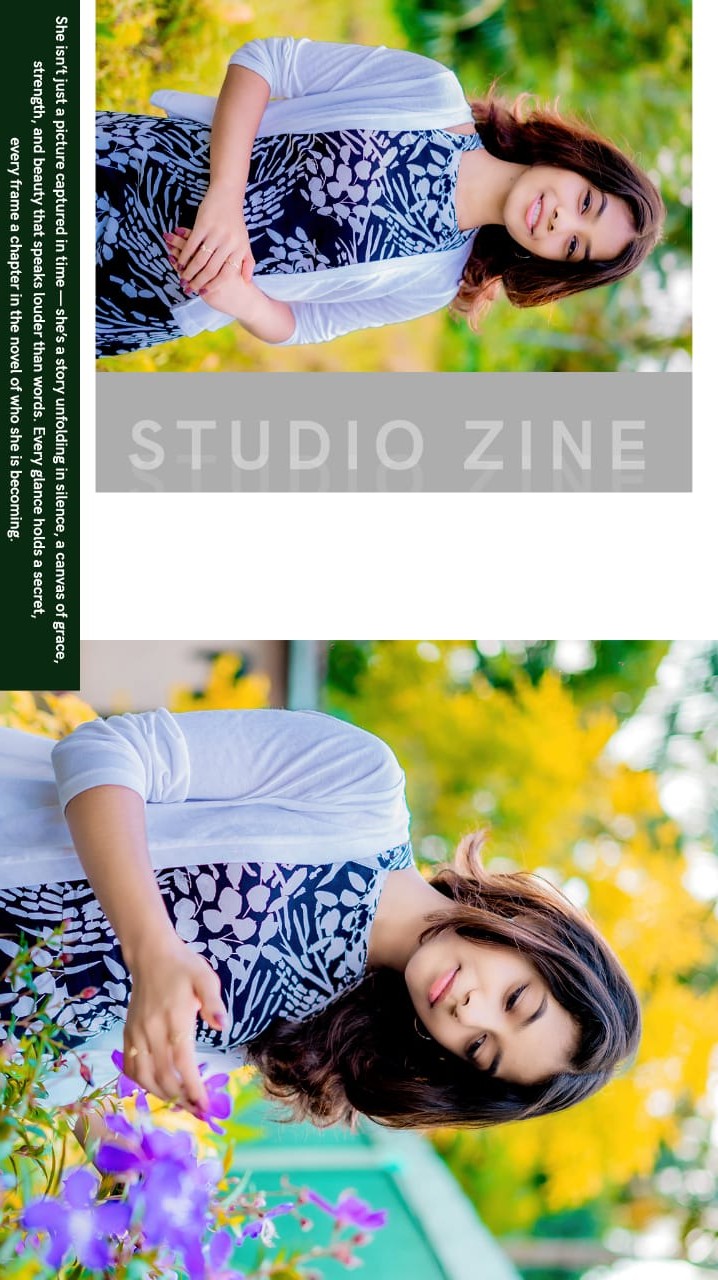 STUDIO ZINE
She isn’t just a picture captured in time — she’s a story unfolding in silence, a canvas of grace,
strength, and beauty that speaks louder than words. Every glance holds a secret,
every frame a chapter in the novel of who she is becoming.